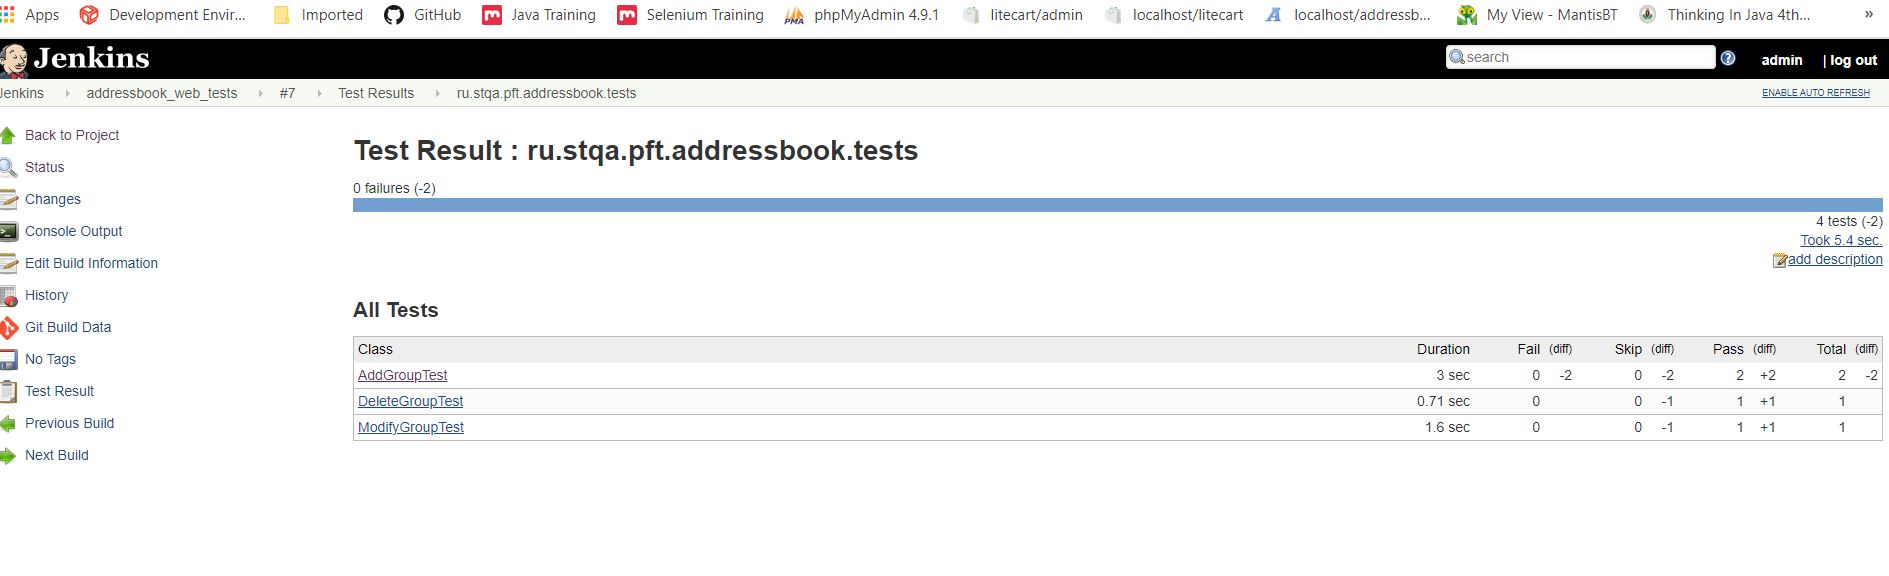 Apps Development Envir... Imported GitHub Java Training Selenium Training phpMyAdmin 4.9.1 litecart/admin localhost/litecart localhost/addressb... My View - MantisBT Thinking In Java 4th... »
Jenkins search ? admin | log out
Jenkins addressbook_web_tests #7 Test Results ru.stqa.pft.addressbook.tests ENABLE AUTO REFRESH
Back to Project
Status
Changes
Console Output
Edit Build Information
History
Git Build Data
No Tags
Test Result
Previous Build
Next Build
Test Result : ru.stqa.pft.addressbook.tests
0 failures (-2)
4 tests (-2)
Took 5.4 sec.
add description
All Tests
Class Duration Fail (diff) Skip (diff) Pass (diff) Total (diff)
AddGroupTest 3 sec 0 -2 0 -2 2 +2 2 -2
DeleteGroupTest 0.71 sec 0 0 -1 1 +1 1
ModifyGroupTest 1.6 sec 0 0 -1 1 +1 1